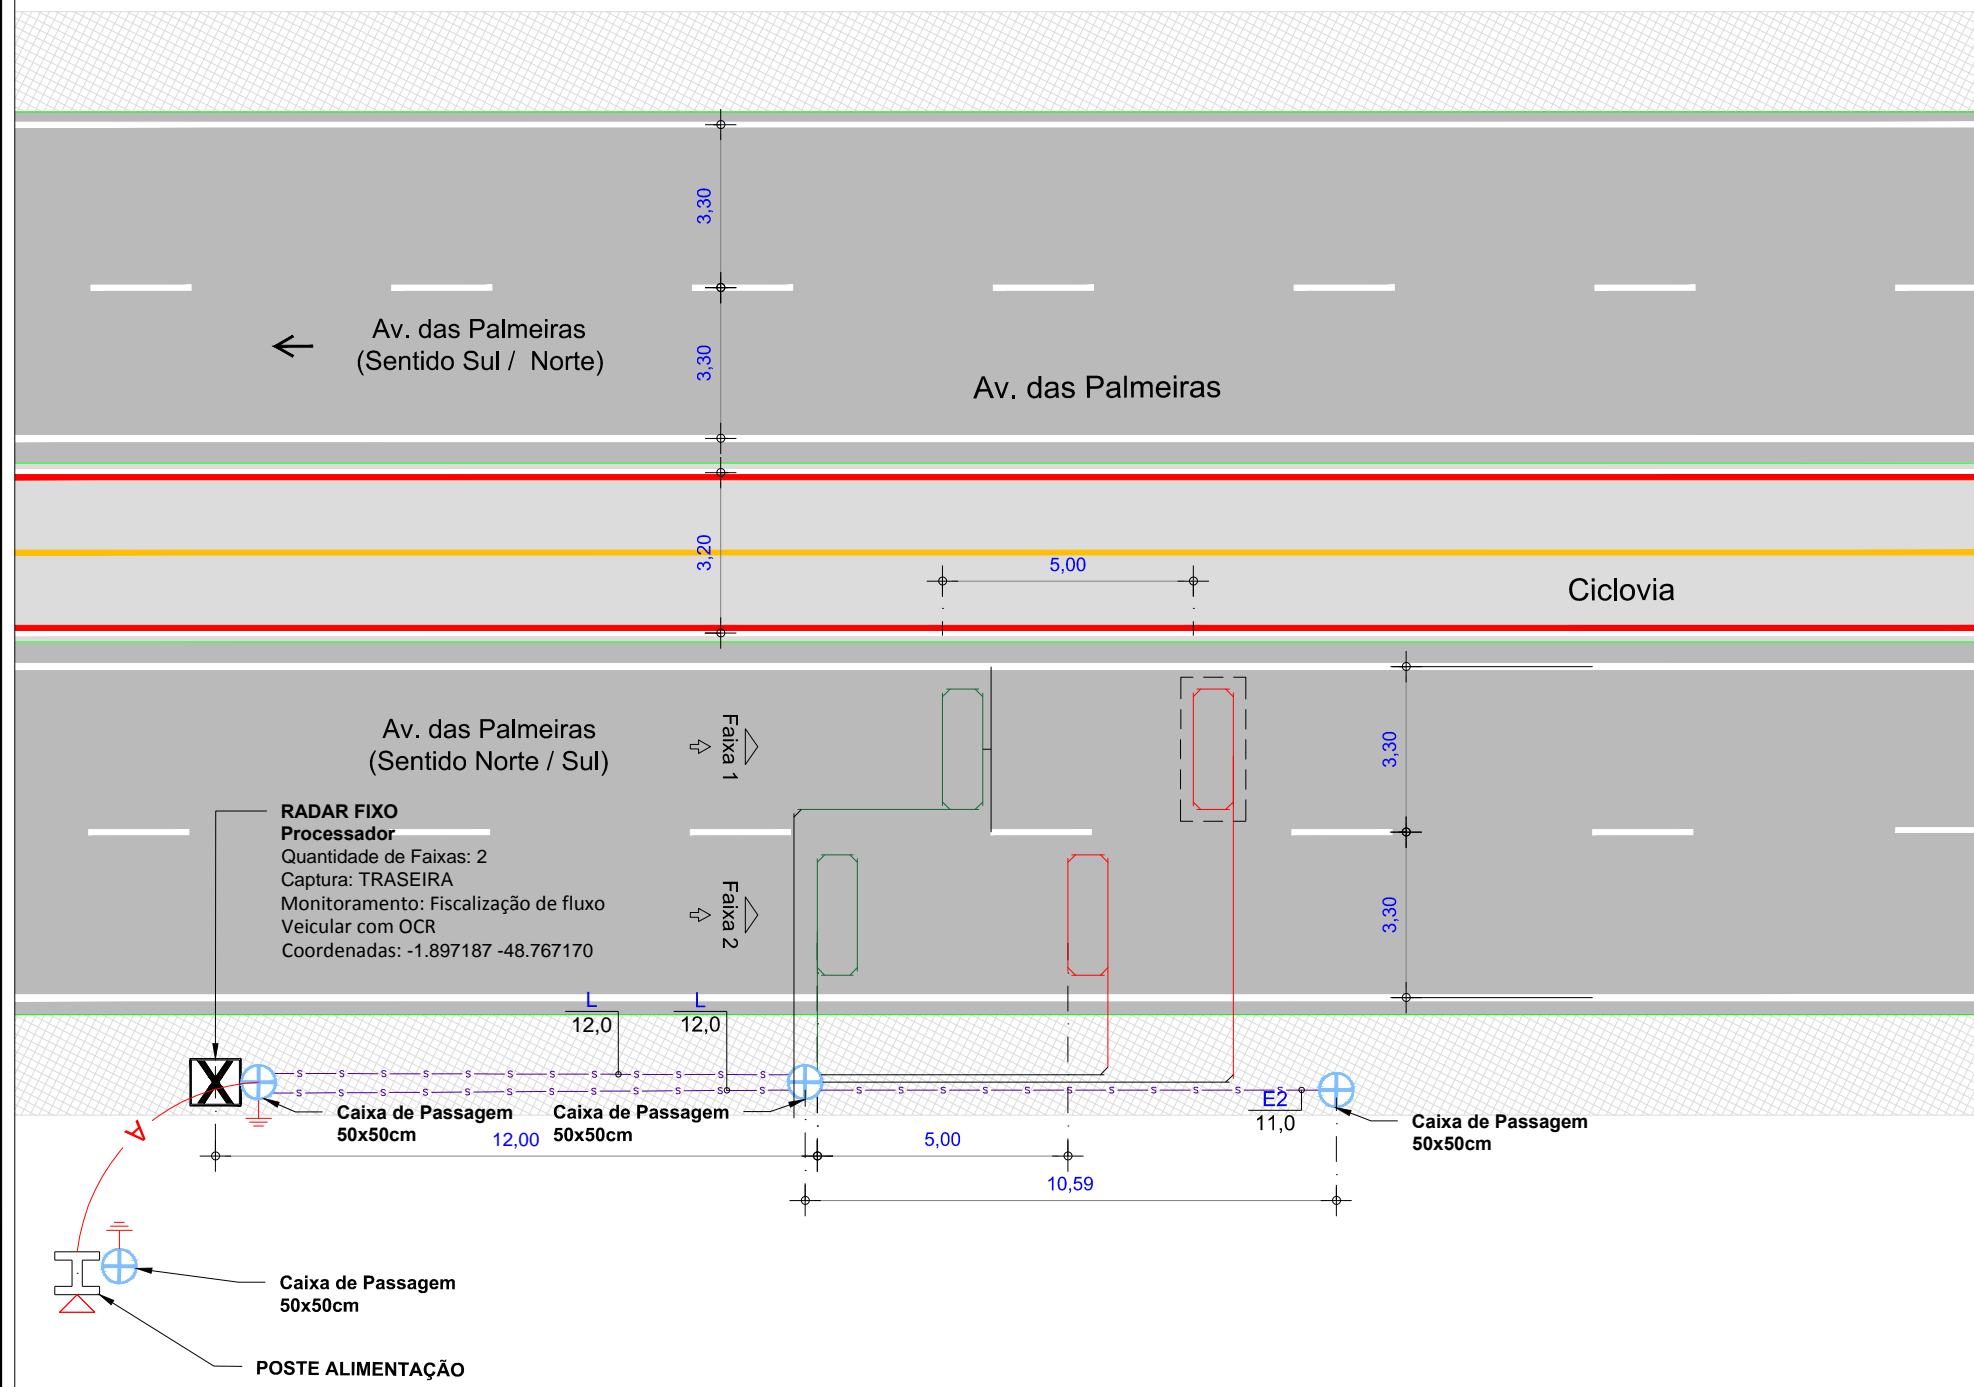 3,30
Av. das Palmeiras
(Sentido Sul / Norte)
3,30
Av. das Palmeiras
3,20
5,00
Ciclovia
Av. das Palmeiras
(Sentido Norte / Sul)
Faixa 1
3,30
RADAR FIXO
Processador
Quantidade de Faixas: 2
Captura: TRASEIRA
Monitoramento: Fiscalização de fluxo
Veicular com OCR
Coordenadas: -1.897187 -48.767170
Faixa 2
3,30
L
12,0
L
12,0
X
S S S S S S S S S S S S
S S S S S S S S S S S S S S S S S S S S S S S
E2
11,0
Caixa de Passagem
50x50cm
Caixa de Passagem
50x50cm
Caixa de Passagem
50x50cm
A
12,00
5,00
10,59
Caixa de Passagem
50x50cm
POSTE ALIMENTAÇÃO